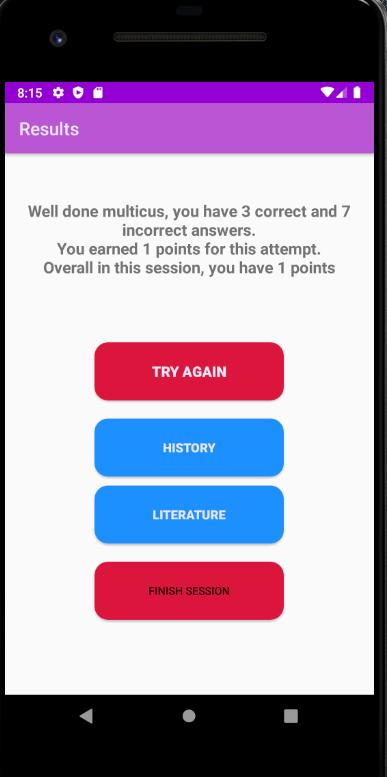 8:15
Results
Well done multicus, you have 3 correct and 7
incorrect answers.
You earned 1 points for this attempt.
Overall in this session, you have 1 points
TRY AGAIN
HISTORY
LITERATURE
FINISH SESSION